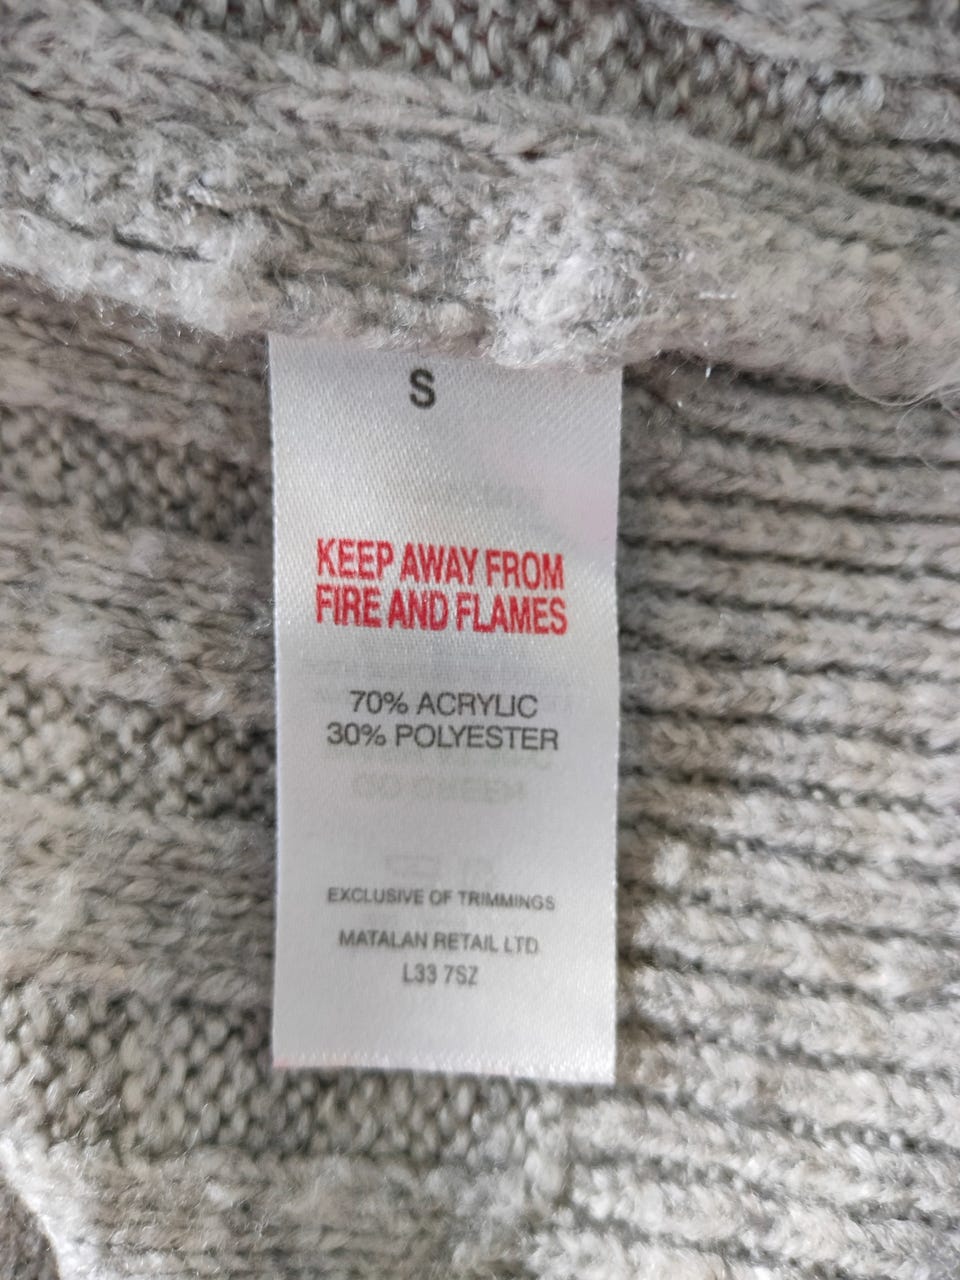 S
KEEP AWAY FROM
FIRE AND FLAMES
70% ACRYLIC
30% POLYESTER
EXCLUSIVE OF TRIMMINGS
MATALAN RETAIL LTD
L33 7SZ